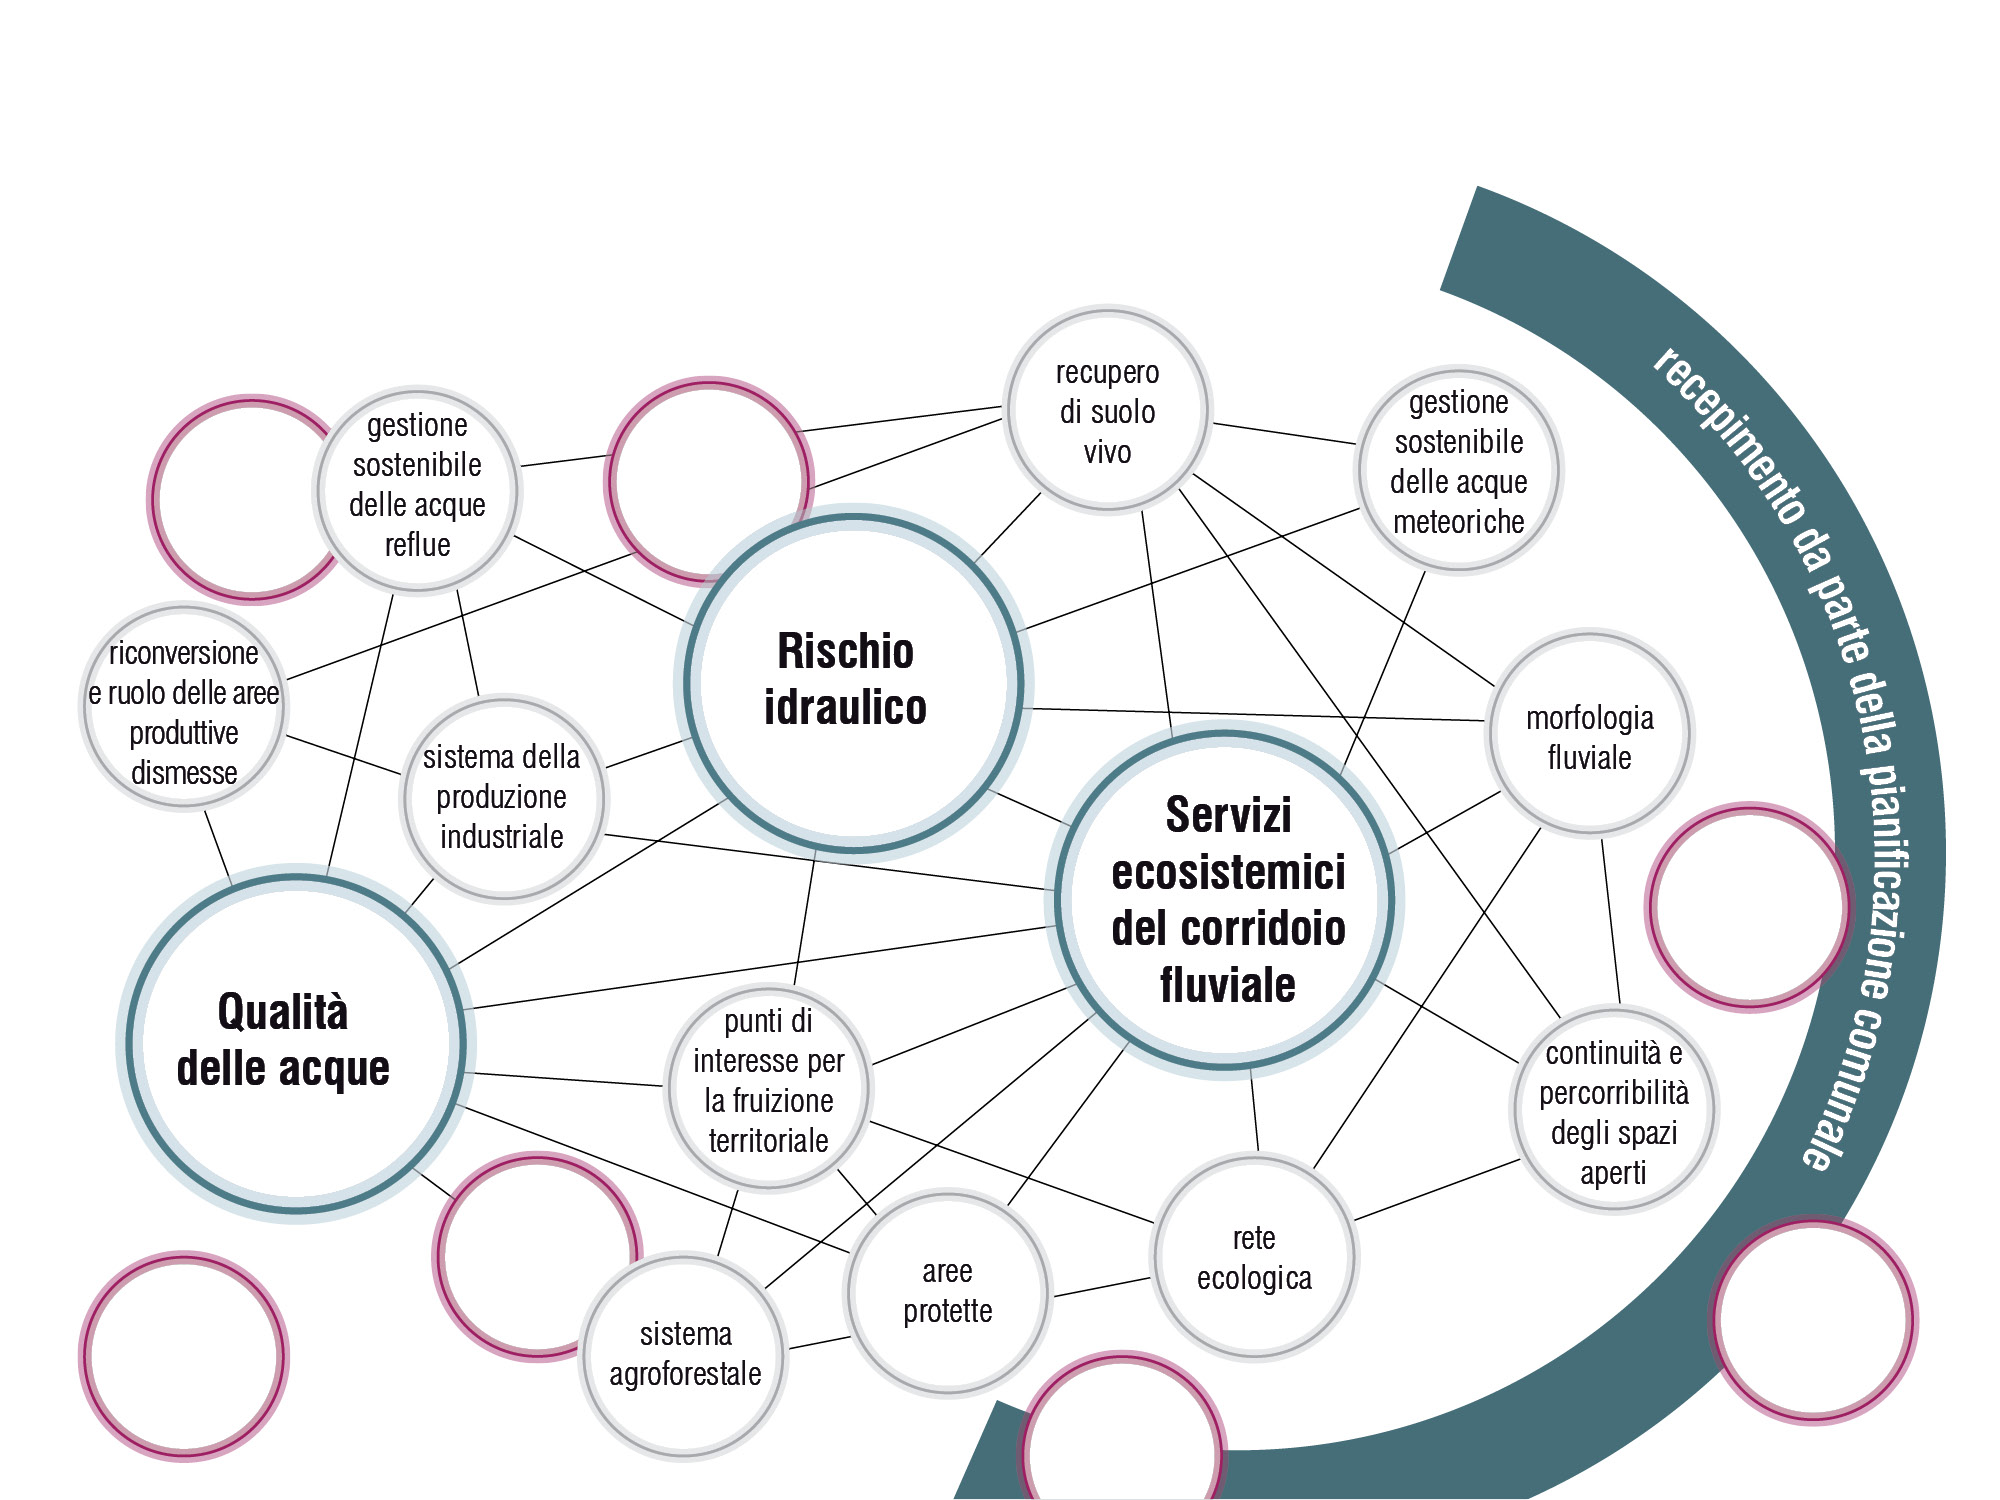 recupero
di suolo
vivo
gestione
sostenibile
delle acque
meteoriche
gestione
sostenibile
delle acque
reflue
recepimento da parte della pianificazione comunale
riconversione
e ruolo delle aree
produttive
dismesse
Rischio
idraulico
sistema della
produzione
industriale
morfologia
fluviale
Servizi
ecosistemici
del corridoio
fluviale
Qualità
delle acque
punti di
interesse per
la fruizione
territoriale
continuità e
percorribilità
degli spazi
aperti
rete
ecologica
aree
protette
sistema
agroforestale